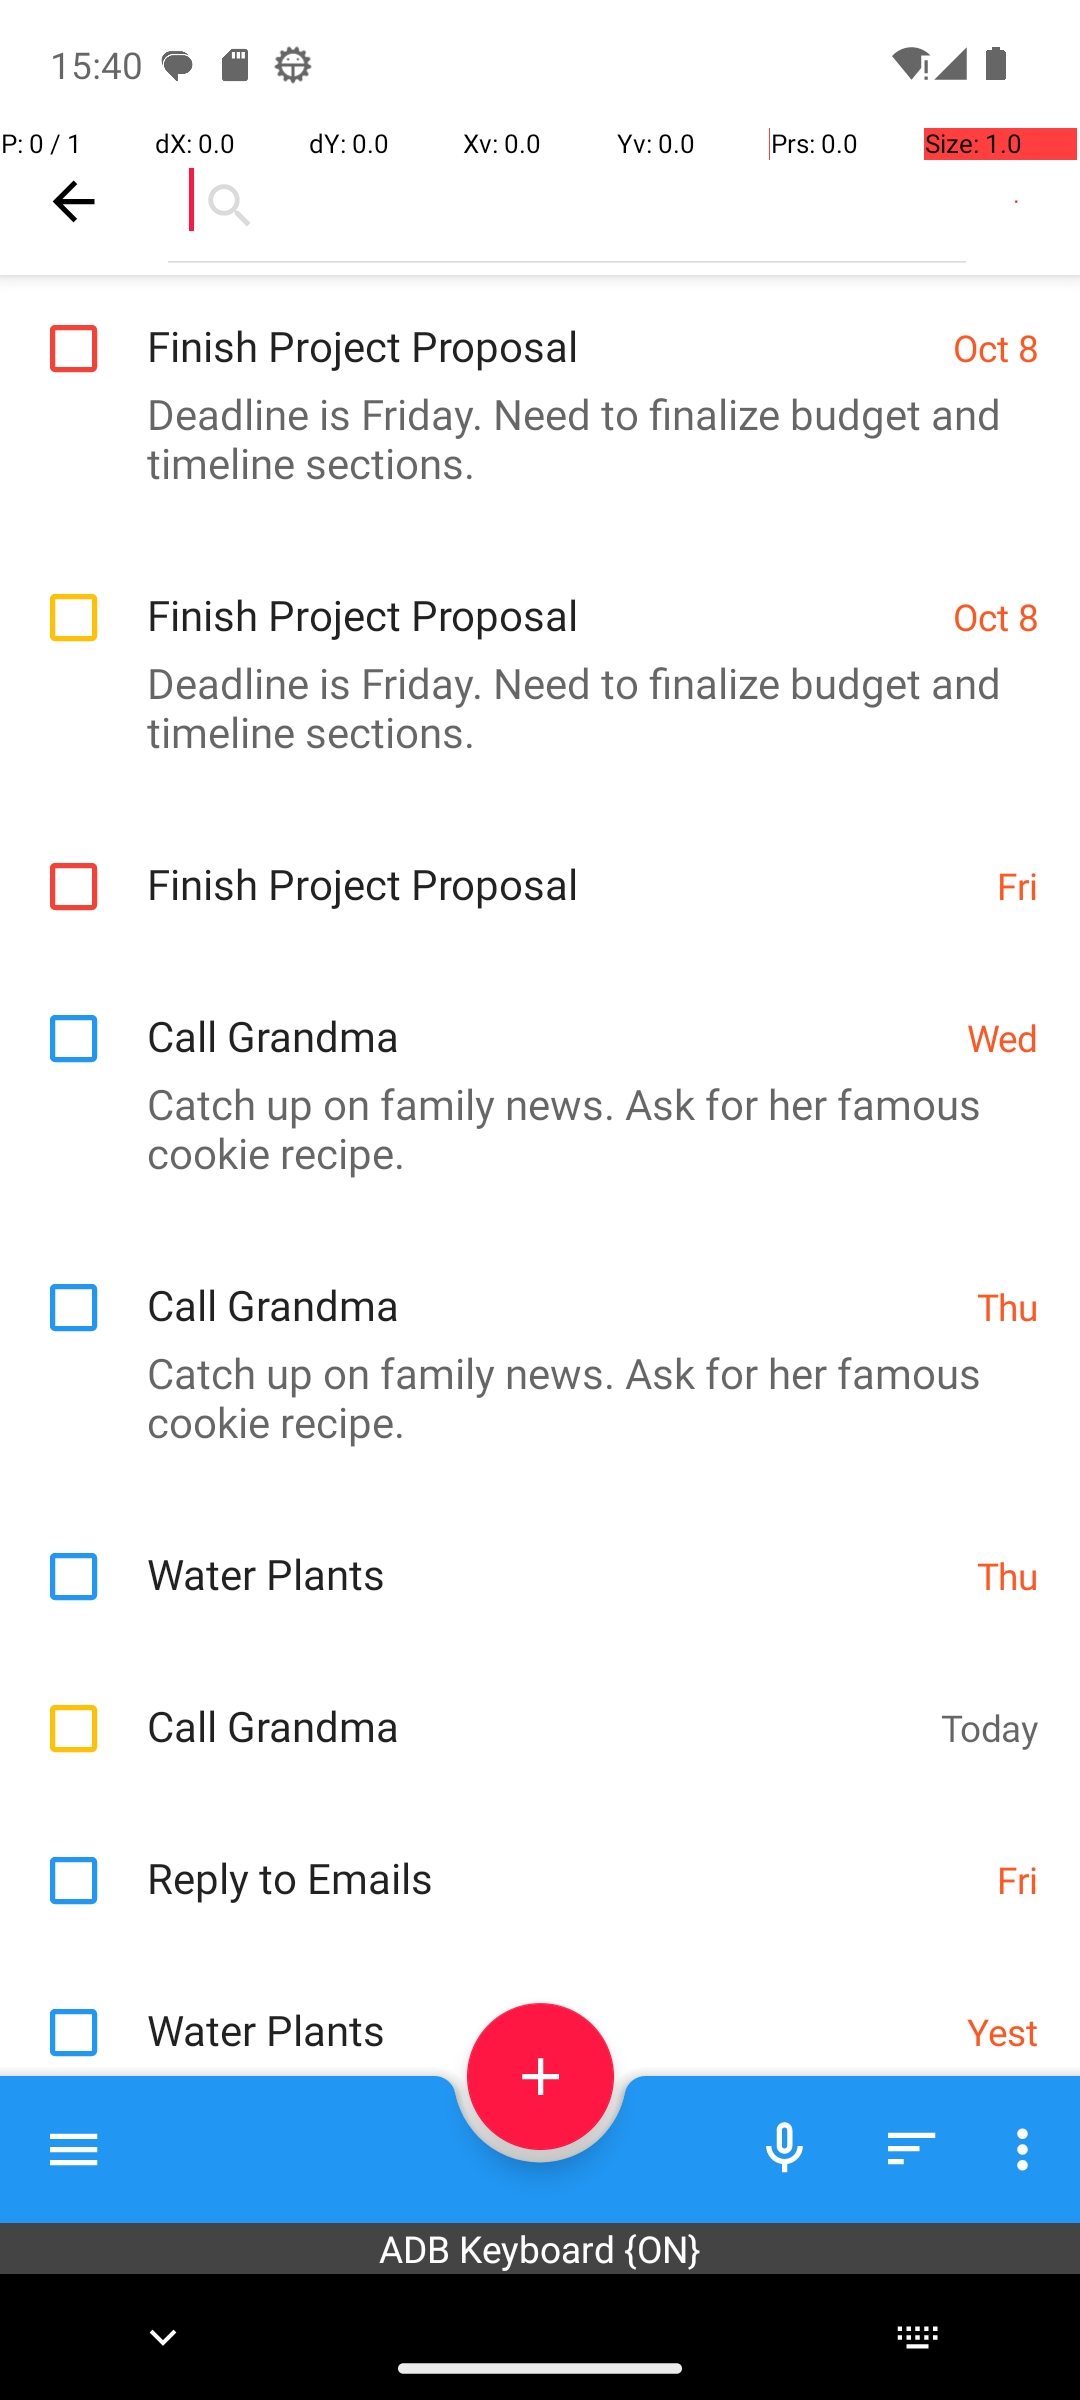 15:40
P: 0 / 1 dX: 0.0 dY: 0.0 Xv: 0.0 Yv: 0.0 Prs: 0.0 Size: 1.0
Finish Project Proposal Oct 8
Deadline is Friday. Need to finalize budget and
timeline sections.
Finish Project Proposal Oct 8
Deadline is Friday. Need to finalize budget and
timeline sections.
Finish Project Proposal Fri
Call Grandma Wed
Catch up on family news. Ask for her famous
cookie recipe.
Call Grandma Thu
Catch up on family news. Ask for her famous
cookie recipe.
Water Plants Thu
Call Grandma Today
Reply to Emails Fri
Water Plants Yest
ADB Keyboard {ON}